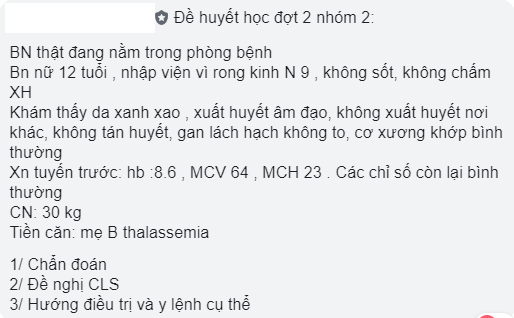 Đề huyết học đợt 2 nhóm 2:
BN thật đang nằm trong phòng bệnh
Bn nữ 12 tuổi , nhập viện vì rong kinh N 9 , không sốt, không chấm
XH
Khám thấy da xanh xao , xuất huyết âm đạo, không xuất huyết nơi
khác, không tán huyết, gan lách hạch không to, cơ xương khớp bình
thường
Xn tuyến trước: hb :8.6 , MCV 64 , MCH 23 . Các chỉ số còn lại bình
thường
CN: 30 kg
Tiền căn: mẹ B thalassemia
1/ Chẩn đoán
2/ Đề nghị CLS
3/ Hướng điều trị và y lệnh cụ thể